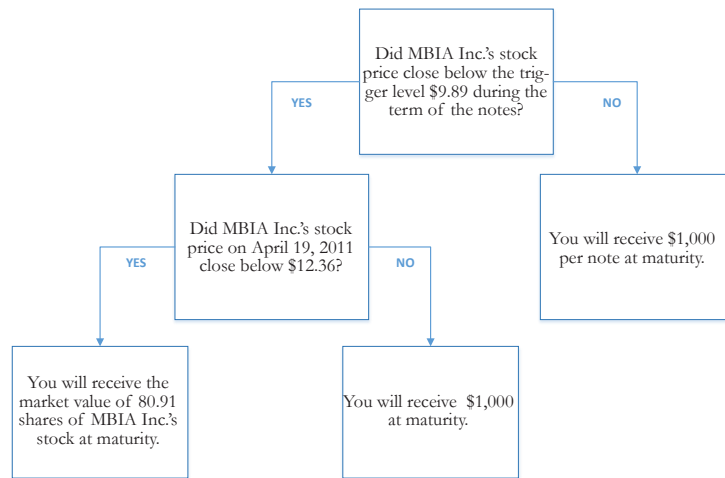 Did MBIA Inc.'s stock
price close below the trig-
ger level $9.89 during the
term of the notes?
YES
NO
Did MBIA Inc.'s stock
price on April 19, 2011
close below $12.36?
You will receive $1,000
per note at maturity.
YES
NO
You will receive the
market value of 80.91
shares of MBIA Inc.'s
stock at maturity.
You will receive $1,000
at maturity.